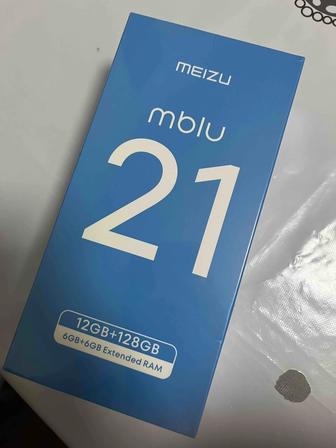 MEIZU
mblu
21
12GB+128GB
6GB+6GB Extended RAM